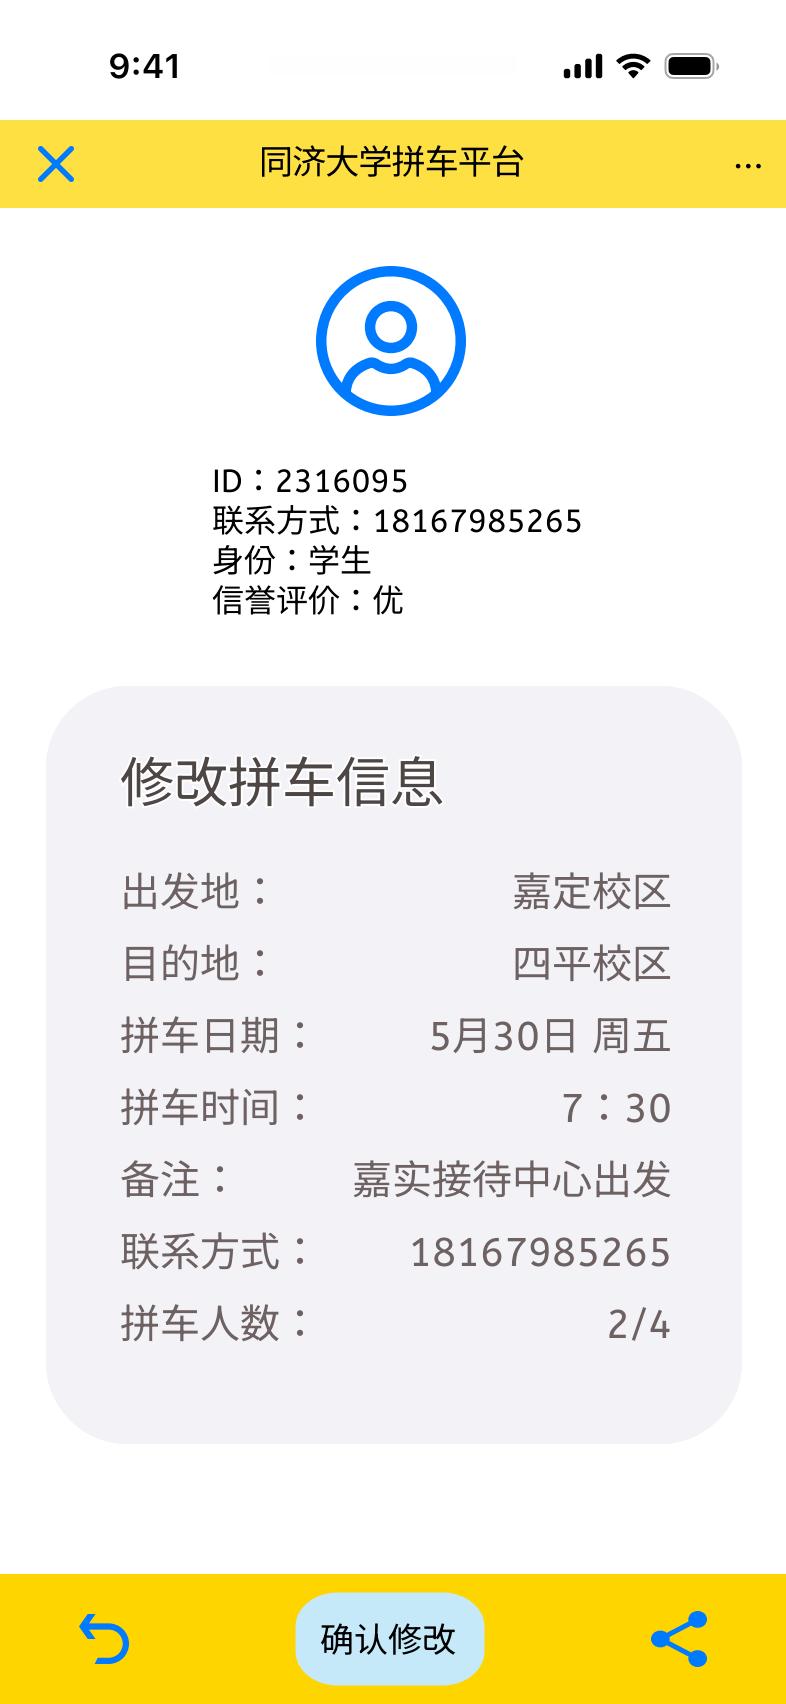 9:41
同济大学拼车平台
...
ID：2316095
联系方式：18167985265
身份：学生
信誉评价：优
修改拼车信息
出发地： 嘉定校区
目的地： 四平校区
拼车日期： 5月30日 周五
拼车时间： 7：30
备注： 嘉实接待中心出发
联系方式： 18167985265
拼车人数： 2/4
确认修改